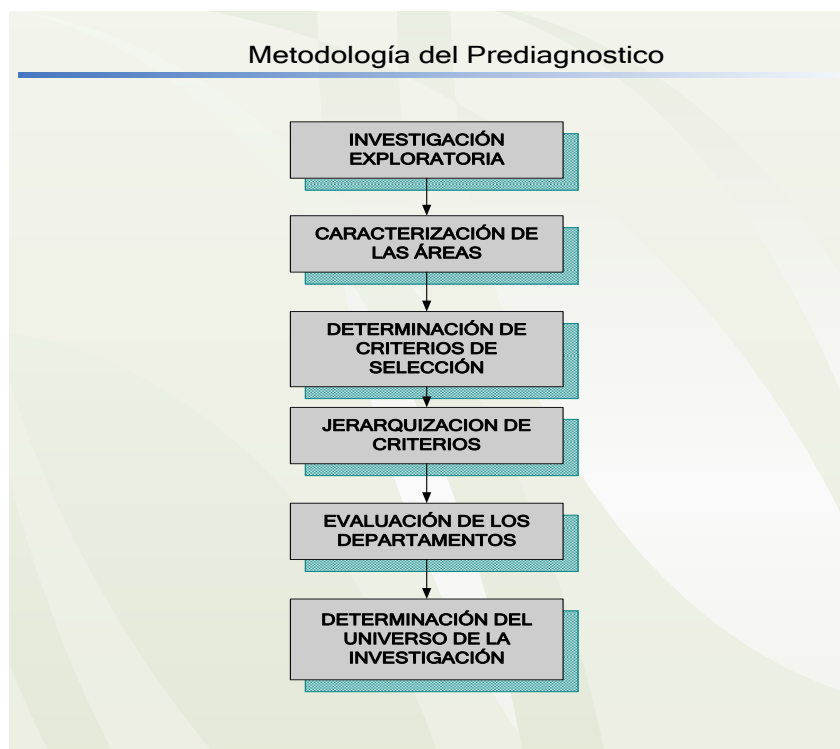 Metodología del Prediagnostico
INVESTIGACIÓN
EXPLORATORIA
CARACTERIZACIÓN DE
LAS ÁREAS
DETERMINACIÓN DE
CRITERIOS DE
SELECCIÓN
JERARQUIZACION DE
CRITERIOS
EVALUACIÓN DE LOS
DEPARTAMENTOS
DETERMINACIÓN DEL
UNIVERSO DE LA
INVESTIGACIÓN